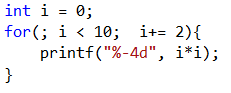 int i = 0;
for(; i < 10;  i+= 2){
    printf("%-4d", i*i);
}